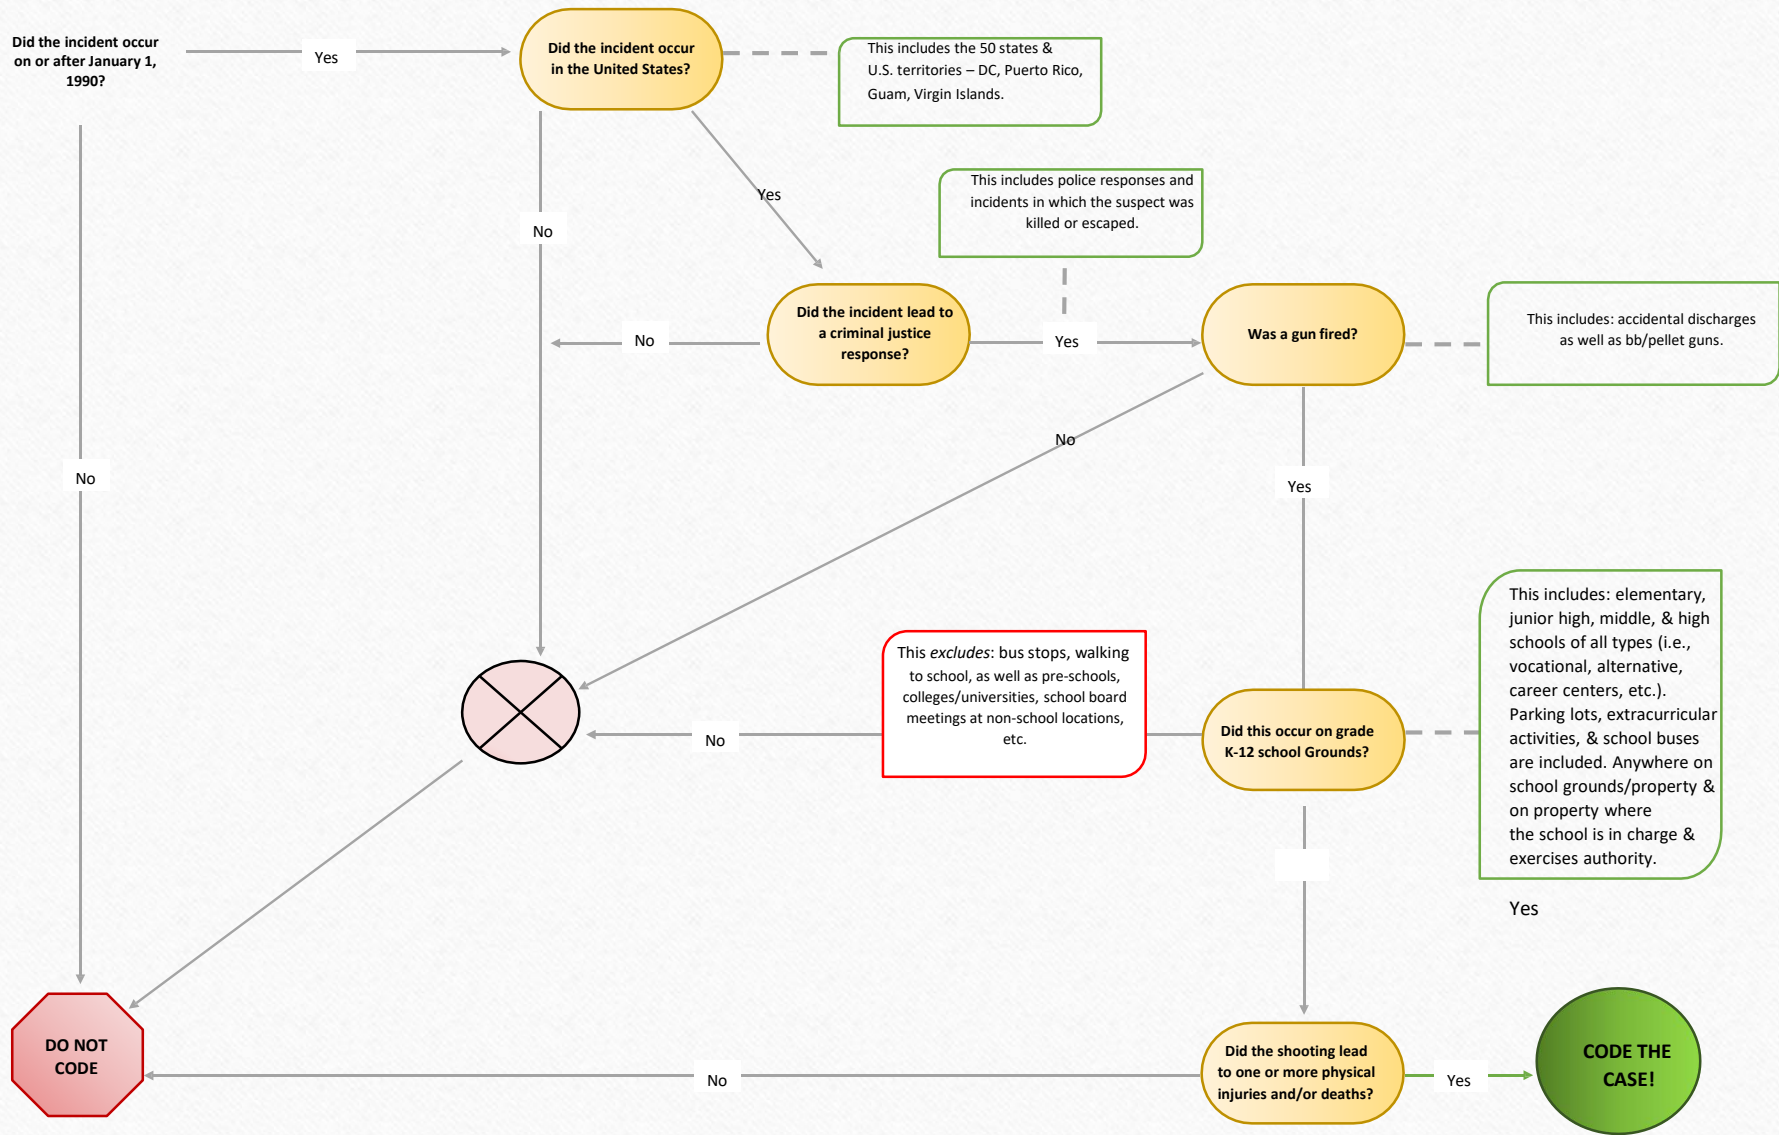 Did the incident occur
on or after January 1,
1990?
Yes
Did the incident occur
in the United States?
This includes the 50 states &
U.S. territories – DC, Puerto Rico,
Guam, Virgin Islands.
No
Yes
This includes police responses and
incidents in which the suspect was
killed or escaped.
Did the incident lead to
a criminal justice
response?
No
Yes
Was a gun fired?
This includes: accidental discharges
as well as bb/pellet guns.
No
No
Yes
This excludes: bus stops, walking
to school, as well as pre-schools,
colleges/universities, school board
meetings at non-school locations,
etc.
No
Did this occur on grade
K-12 school Grounds?
This includes: elementary,
junior high, middle, & high
schools of all types (i.e.,
vocational, alternative,
career centers, etc.).
Parking lots, extracurricular
activities, & school buses
are included. Anywhere on
school grounds/property &
on property where
the school is in charge &
exercises authority.
Yes
DO NOT
CODE
No
Did the shooting lead
to one or more physical
injuries and/or deaths?
Yes
CODE THE
CASE!